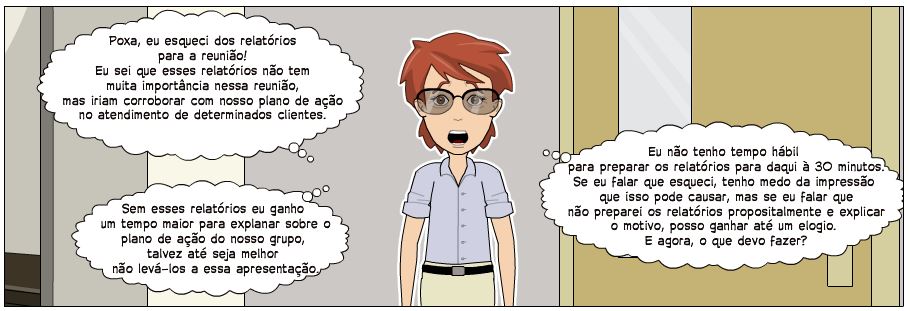 Poxa, eu esqueci dos relatórios
para a reunião!
Eu sei que esses relatórios não tem
muita importância nessa reunião,
mas iriam corroborar com nosso plano de ação
no atendimento de determinados clientes.
Sem esses relatórios eu ganho
um tempo maior para explanar sobre o
plano de ação do nosso grupo,
talvez até seja melhor
não levá-los a essa apresentação.
Eu não tenho tempo hábil
para preparar os relatórios para daqui à 30 minutos.
Se eu falar que esqueci, tenho medo da impressão
que isso pode causar, mas se eu falar que
não preparei os relatórios propositalmente e explicar
o motivo, posso ganhar até um elogio.
E agora, o que devo fazer?